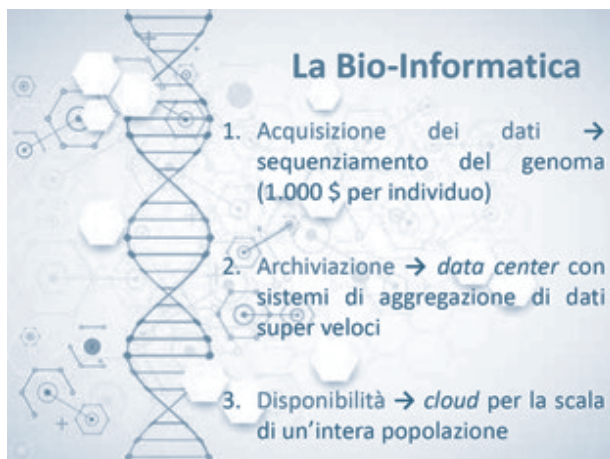 La Bio-Informatica
1. Acquisizione dei dati →
sequenziamento del genoma
(1.000 $ per individuo)
2. Archiviazione → data center con
sistemi di aggregazione di dati
super veloci
3. Disponibilità → cloud per la scala
di un'intera popolazione